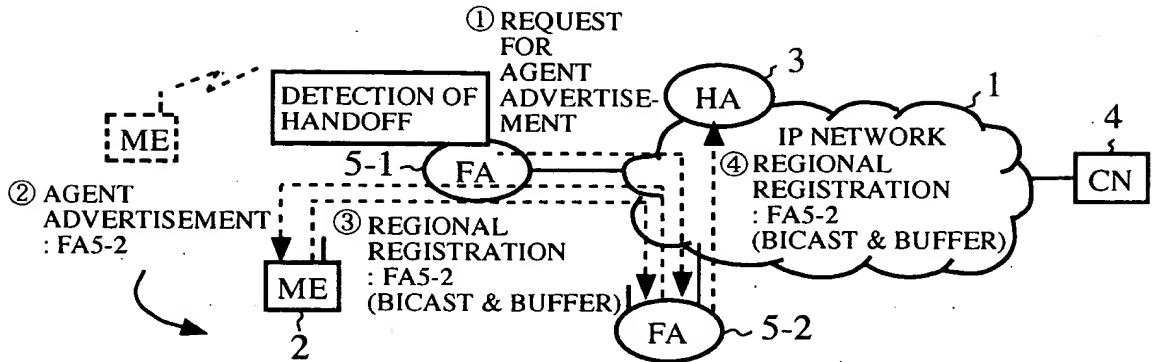 ① REQUEST
FOR
AGENT
ADVERTISE-
MENT
DETECTION OF
HANDOFF
ME
HA
3
1
IP NETWORK
4
CN
5-1
FA
④ REGIONAL
REGISTRATION
: FA5-2
(BICAST & BUFFER)
② AGENT
ADVERTISEMENT
: FA5-2
③ REGIONAL
REGISTRATION
: FA5-2
(BICAST & BUFFER)
ME
2
FA
5-2